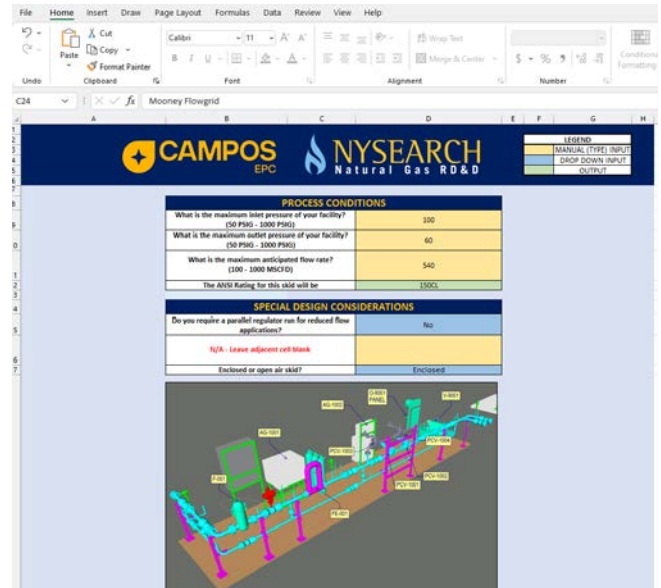 File Home Insert Draw Page Layout Formulas Data Review View Help
Cut
Copy
Paste
Format Painter
Calibri
11
A A
B I U
Wrap Text
Merge & Center
$ % 9
Conditional
Formatting
Undo Clipboard Font Alignment Number
C24 fx Mooney Flowgrid
A B C D E F G H
CAMPOS
EPC
NYSEARCH
Natural Gas RD&D
LEGEND
MANUAL (TYPE) INPUT
DROP DOWN INPUT
OUTPUT
PROCESS CONDITIONS
What is the maximum inlet pressure of your facility?
(50 PSIG - 1000 PSIG)
100
What is the maximum outlet pressure of your facility?
(50 PSIG - 1000 PSIG)
60
What is the maximum anticipated flow rate?
(100 - 1000 MSCFD)
540
The ANSI Rating for this skid will be 150CL
SPECIAL DESIGN CONSIDERATIONS
Do you require a parallel regulator run for reduced flow
applications?
No
N/A - Leave adjacent cell blank
Enclosed or open air skid? Enclosed
AG-1002
PANEL
AG-1001
PCV-1004
PCV-1002
PCV-1001
F-001
FE-001